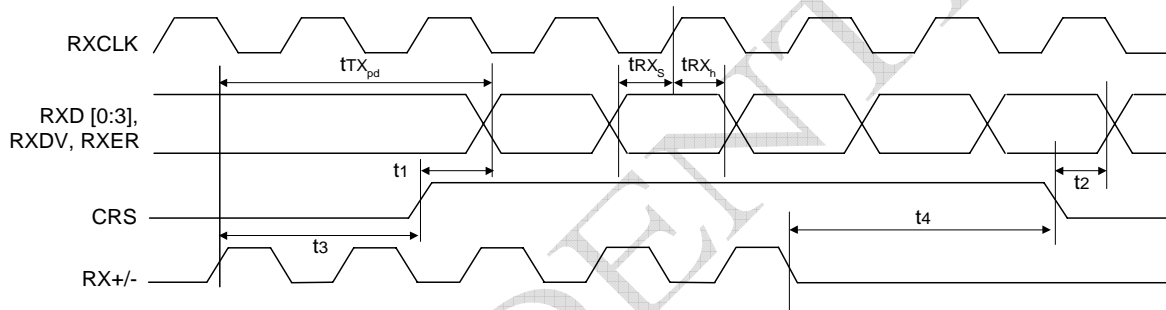 RXCLK
tTXpd
tRXS
tRXh
RXD [0:3],
RXDV, RXER
t1
t2
CRS
t3
t4
RX+/-